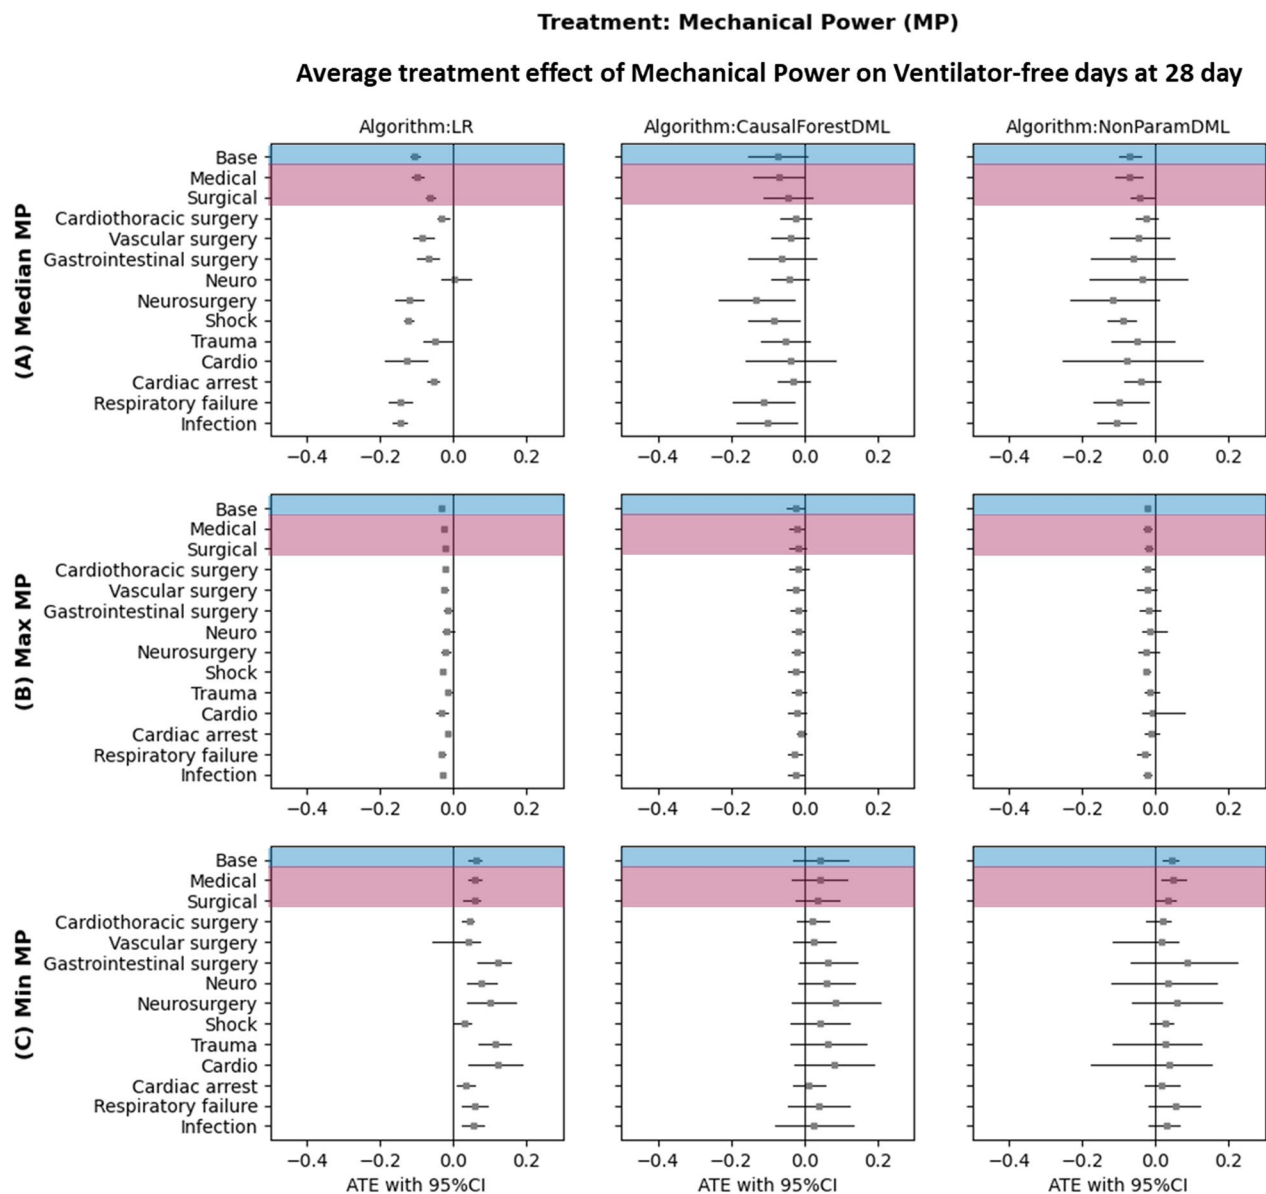 Treatment: Mechanical Power (MP)
Average treatment effect of Mechanical Power on Ventilator-free days at 28 day
Algorithm:LR
Algorithm:CausalForestDML
Algorithm:NonParamDML
(A) Median MP
Base
Medical
Surgical
Cardiothoracic surgery
Vascular surgery
Gastrointestinal surgery
Neuro
Neurosurgery
Shock
Trauma
Cardio
Cardiac arrest
Respiratory failure
Infection
−0.4 −0.2 0.0 0.2
−0.4 −0.2 0.0 0.2
−0.4 −0.2 0.0 0.2
(B) Max MP
Base
Medical
Surgical
Cardiothoracic surgery
Vascular surgery
Gastrointestinal surgery
Neuro
Neurosurgery
Shock
Trauma
Cardio
Cardiac arrest
Respiratory failure
Infection
−0.4 −0.2 0.0 0.2
−0.4 −0.2 0.0 0.2
−0.4 −0.2 0.0 0.2
(C) Min MP
Base
Medical
Surgical
Cardiothoracic surgery
Vascular surgery
Gastrointestinal surgery
Neuro
Neurosurgery
Shock
Trauma
Cardio
Cardiac arrest
Respiratory failure
Infection
−0.4 −0.2 0.0 0.2
−0.4 −0.2 0.0 0.2
−0.4 −0.2 0.0 0.2
ATE with 95%CI
ATE with 95%CI
ATE with 95%CI